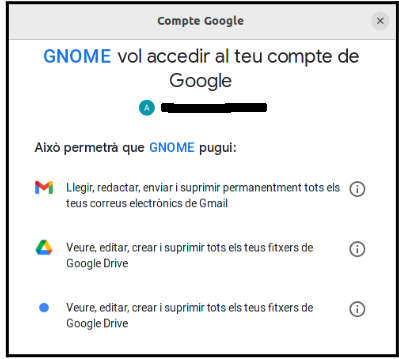 Compte Google
GNOME vol accedir al teu compte de
Google
A
Això permetrà que GNOME pugui:
Llegir, redactar, enviar i suprimir permanentment tots els
teus correus electrònics de Gmail
Veure, editar, crear i suprimir tots els teus fitxers de
Google Drive
Veure, editar, crear i suprimir tots els teus fitxers de
Google Drive